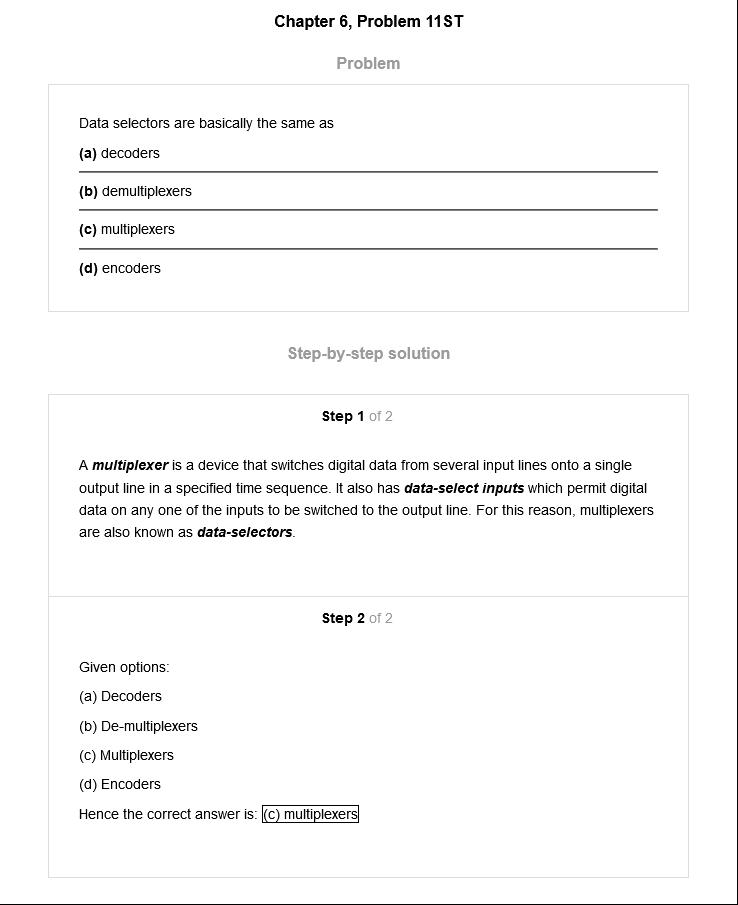 Chapter 6, Problem 11ST
Problem
Data selectors are basically the same as
(a) decoders
(b) demultiplexers
(c) multiplexers
(d) encoders
Step-by-step solution
Step 1 of 2
A multiplexer is a device that switches digital data from several input lines onto a single
output line in a specified time sequence. It also has data-select inputs which permit digital
data on any one of the inputs to be switched to the output line. For this reason, multiplexers
are also known as data-selectors.
Step 2 of 2
Given options:
(a) Decoders
(b) De-multiplexers
(c) Multiplexers
(d) Encoders
Hence the correct answer is: (c) multiplexers